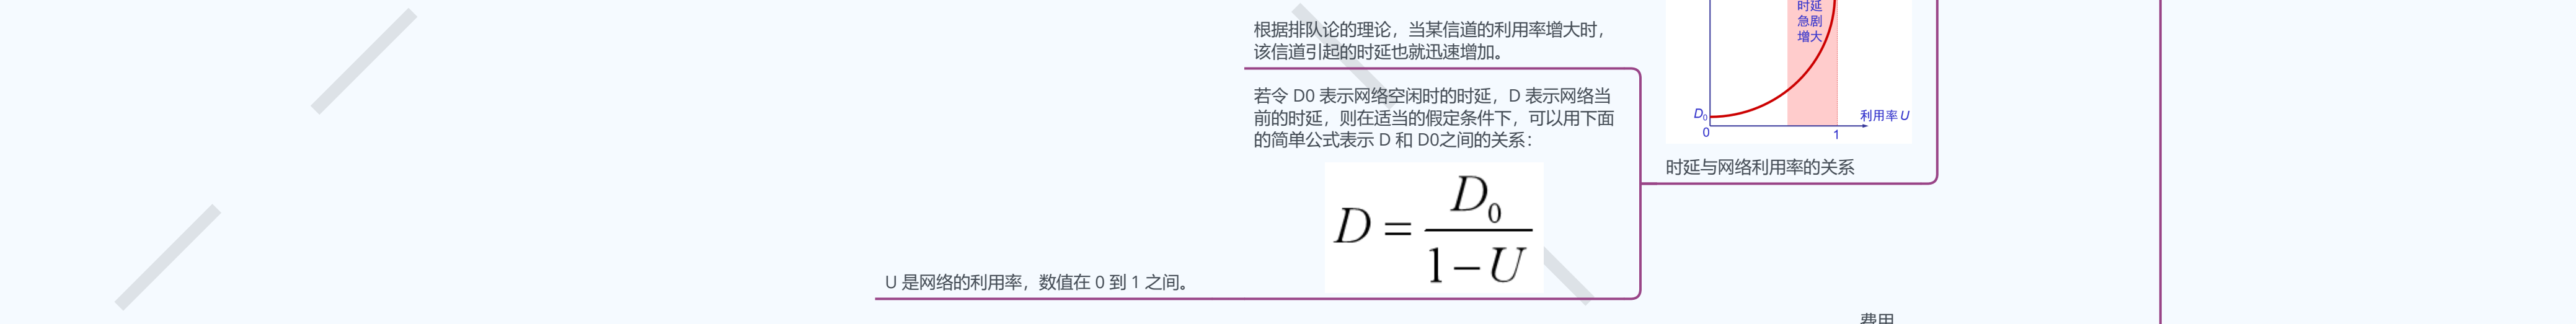 根据排队论的理论，当某信道的利用率增大时，
该信道引起的时延也就迅速增加。
若令 D0 表示网络空闲时的时延，D 表示网络当
前的时延，则在适当的假定条件下，可以用下面
的简单公式表示 D 和 D0之间的关系：
D = D₀ / (1 − U)
U 是网络的利用率，数值在 0 到 1 之间。
时延
急剧
增大
D₀
0
1
利用率 U
时延与网络利用率的关系
费用